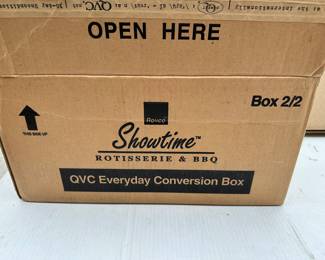 OPEN HERE
Box 2/2
THIS SIDE UP
Ronco
Showtime™
ROTISSERIE & BBQ
QVC Everyday Conversion Box